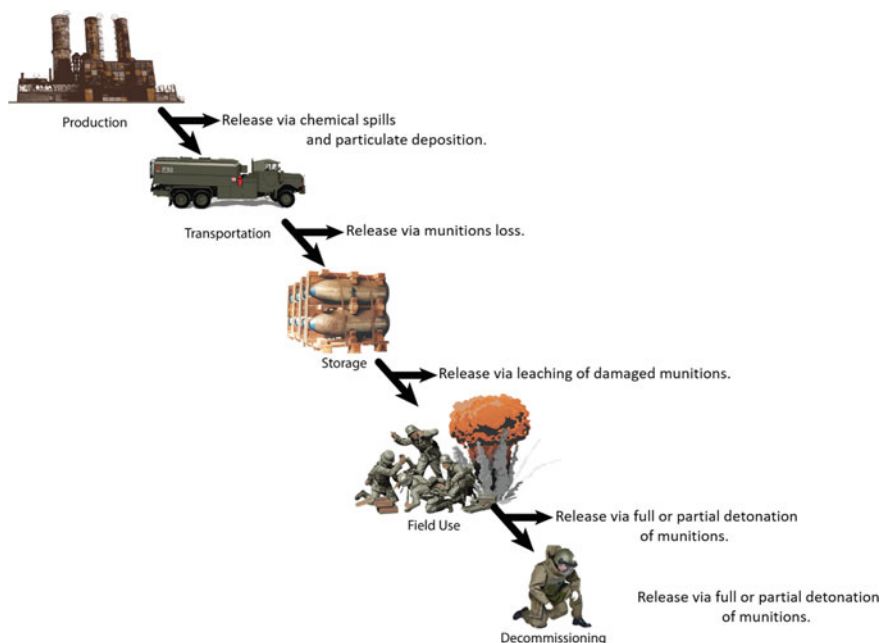 Production
Release via chemical spills
and particulate deposition.
Transportation
Release via munitions loss.
Storage
Release via leaching of damaged munitions.
Field Use
Release via full or partial detonation
of munitions.
Release via full or partial detonation
of munitions.
Decommissioning